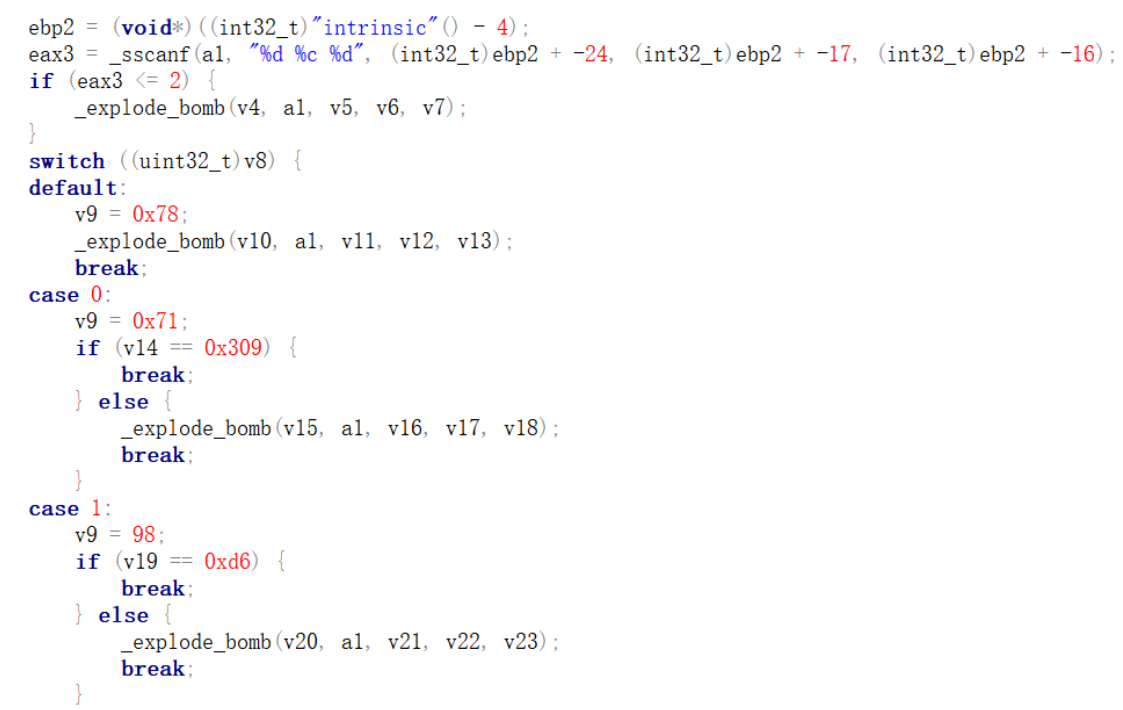 ebp2 = (void*)((int32_t)"intrinsic"() - 4);
eax3 = _sscanf(a1, "%d %c %d", (int32_t)ebp2 + -24, (int32_t)ebp2 + -17, (int32_t)ebp2 + -16);
if (eax3 <= 2) {
    _explode_bomb(v4, a1, v5, v6, v7);
}
switch ((uint32_t)v8) {
default:
    v9 = 0x78;
    _explode_bomb(v10, a1, v11, v12, v13);
    break;
case 0:
    v9 = 0x71;
    if (v14 == 0x309) {
        break;
    } else {
        _explode_bomb(v15, a1, v16, v17, v18);
        break;
    }
case 1:
    v9 = 98;
    if (v19 == 0xd6) {
        break;
    } else {
        _explode_bomb(v20, a1, v21, v22, v23);
        break;
    }